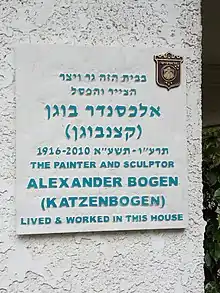 בבית הזה גר ויצר
הצייר והפסל
אלכסנדר בוגן
(קצנבוגן)
תרע״ו-תשע״א 1916-2010
THE PAINTER AND SCULPTOR
ALEXANDER BOGEN
(KATZENBOGEN)
LIVED & WORKED IN THIS HOUSE